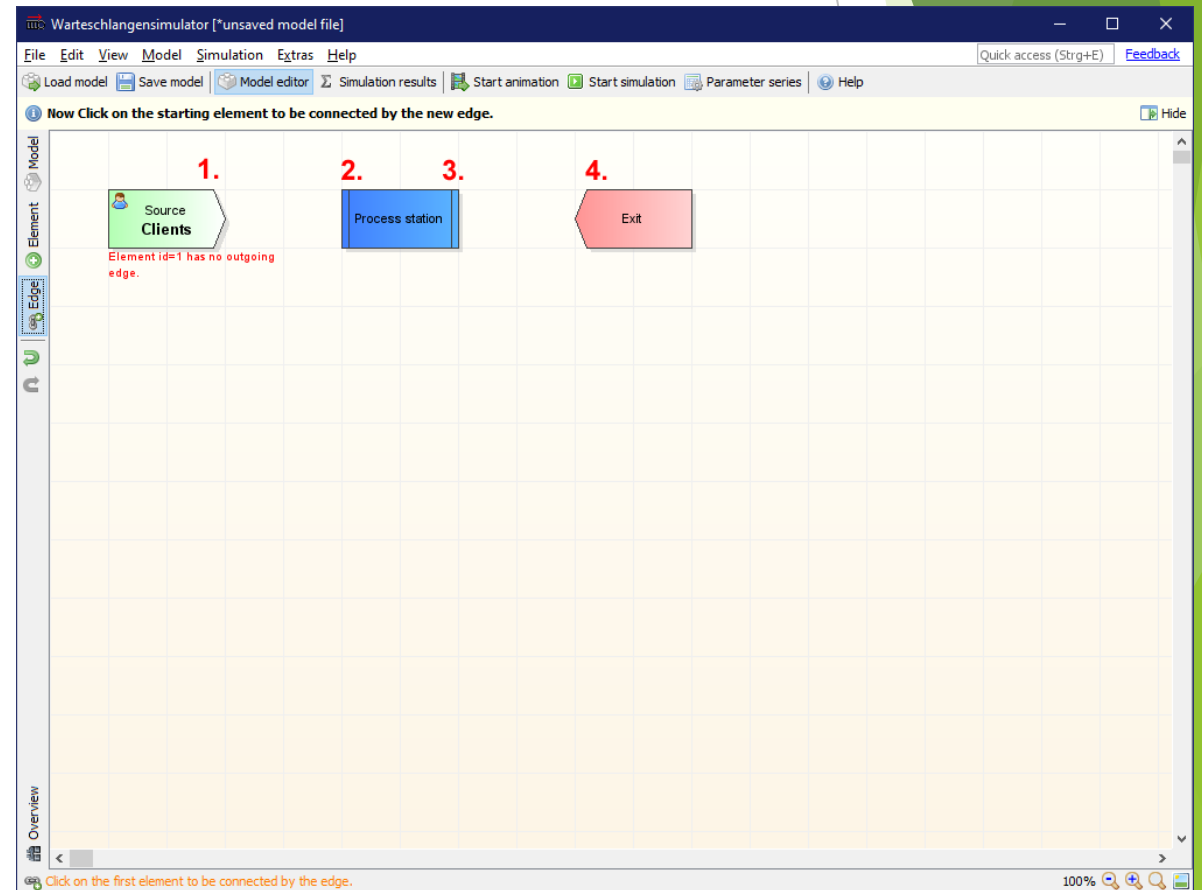 Warteschlangensimulator [*unsaved model file]
File Edit View Model Simulation Extras Help Quick access (Strg+E) Feedback
Load model Save model Model editor Σ Simulation results Start animation Start simulation Parameter series Help
Now Click on the starting element to be connected by the new edge. Hide
Model
Element
Edge
1. 2. 3. 4.
Source
Clients
Process station
Exit
Element id=1 has no outgoing
edge.
Overview
Click on the first element to be connected by the edge. 100%